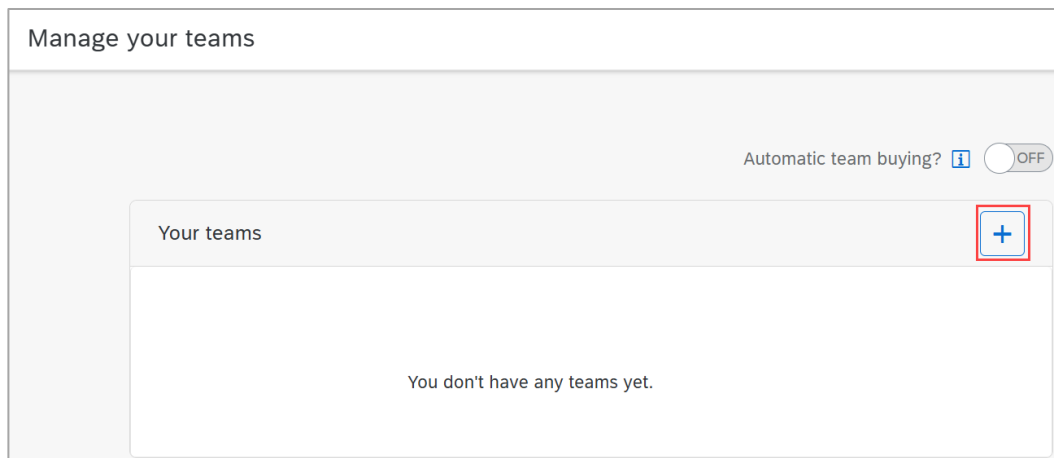 Manage your teams
Automatic team buying? i OFF
Your teams +
You don't have any teams yet.